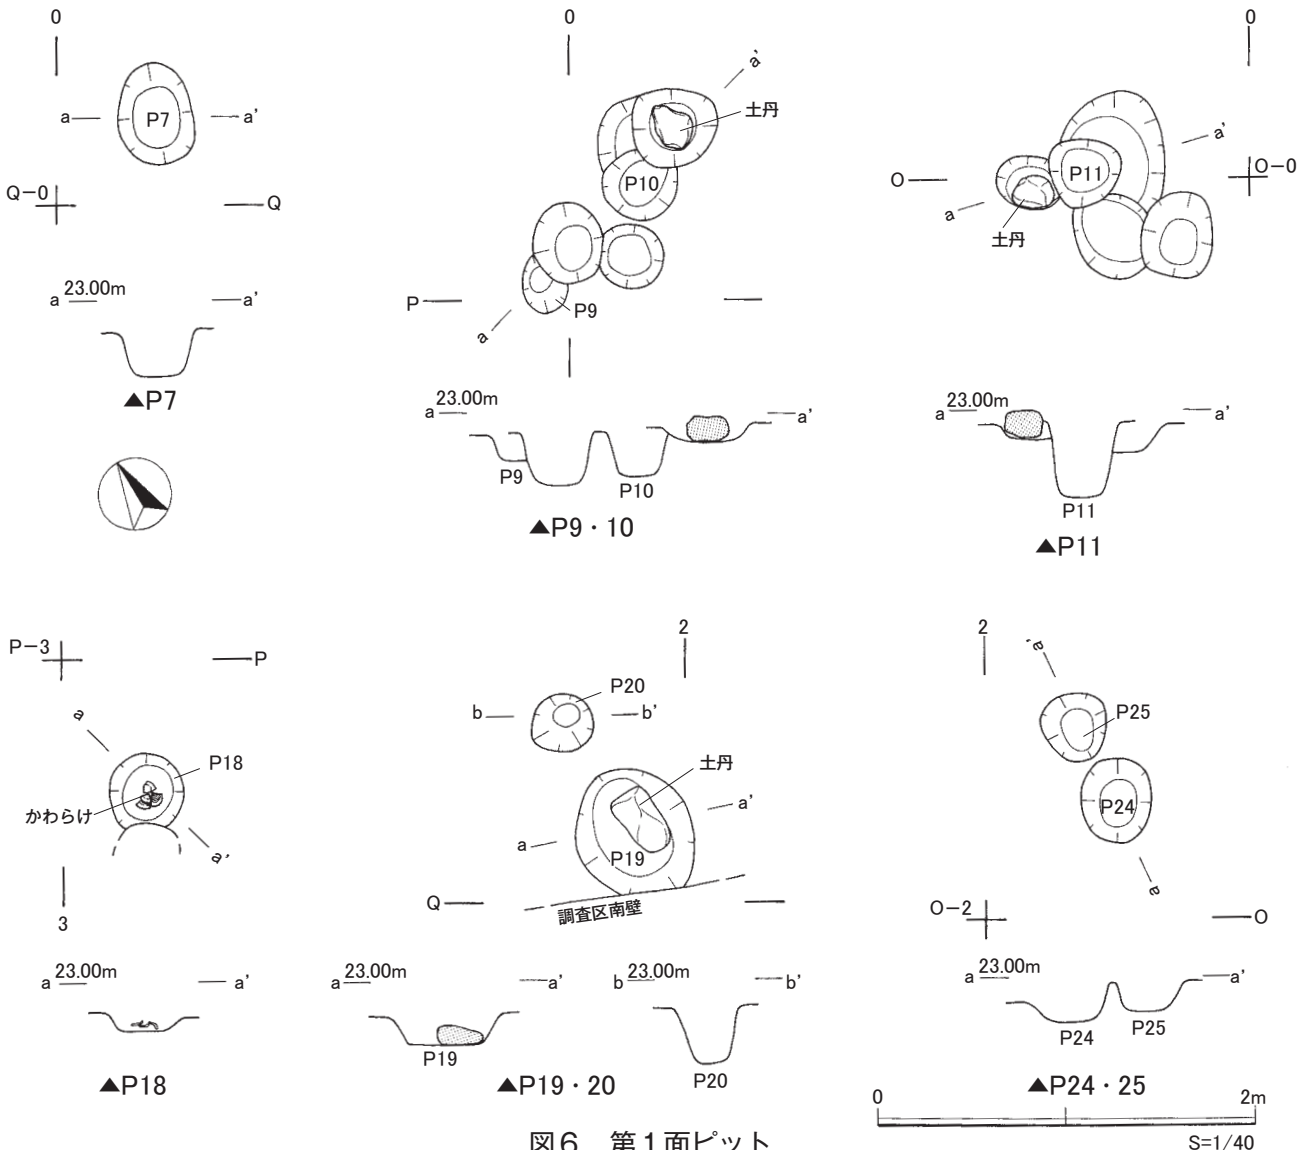 0
P7
a
a'
Q-0
Q
a 23.00m
a'
▲P7
0
a'
土丹
P10
P
P9
a
a 23.00m
a'
P9
P10
▲P9・10
0
a'
O
P11
O-0
a
土丹
a 23.00m
a'
P11
▲P11
P-3
P
a
P18
かわらけ
a'
3
a 23.00m
a'
▲P18
2
P20
b
b'
土丹
a'
a
P19
Q
調査区南壁
a 23.00m
a'
P19
b 23.00m
b'
P20
▲P19・20
2
a'
P25
P24
a
O-2
O
a 23.00m
a'
P24
P25
▲P24・25
0
2m
S=1/40
図6 第1面ピット